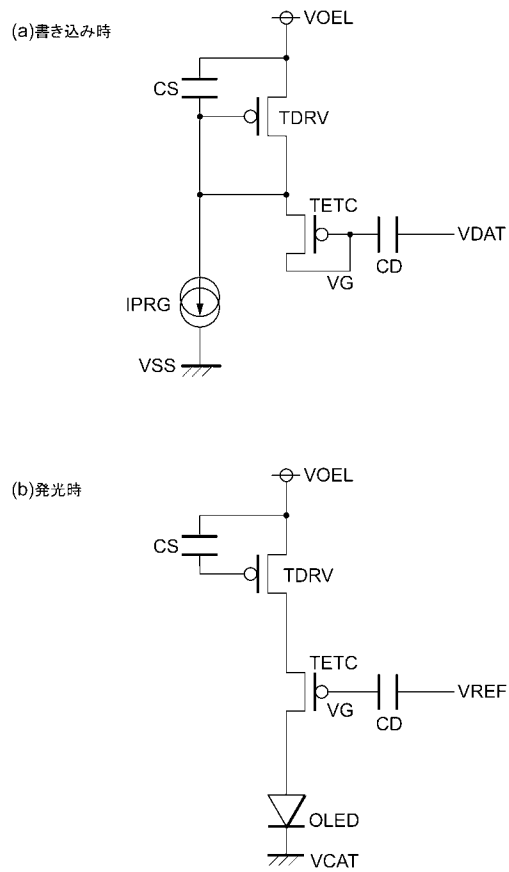 (a)書き込み時
VOEL
CS
TDRV
TETC
VDAT
CD
VG
IPRG
VSS
(b)発光時
VOEL
CS
TDRV
TETC
VREF
VG
CD
OLED
VCAT